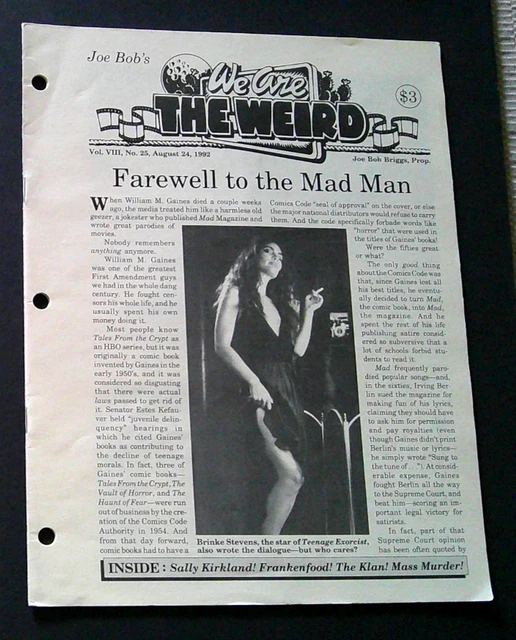 Joe Bob's
We Are
THE WEIRD
$3
Vol. VIII, No. 25, August 24, 1992
Joe Bob Briggs, Prop.
Farewell to the Mad Man
When William M. Gaines died a couple weeks
ago, the media treated him like a harmless old
geezer, a jokester who published Mad Magazine and
wrote great parodies of
movies.
Nobody remembers
anything anymore.
William M. Gaines
was one of the greatest
First Amendment guys
we had in the whole dang
century. He fought cen-
sors his whole life, and he
usually spent his own
money doing it.
Most people know
Tales From the Crypt as
an HBO series, but it was
originally a comic book
invented by Gaines in the
early 1950's, and it was
considered so disgusting
that there were actual
laws passed to get rid of
it. Senator Estes Kefau-
ver held "juvenile delin-
quency" hearings in
which he cited Gaines'
books as contributing to
the decline of teenage
morals. In fact, three of
Gaines' comic books—
Tales From the Crypt, The
Vault of Horror, and The
Haunt of Fear—were run
out of business by the cre-
ation of the Comics Code
Authority in 1954. And
from that day forward,
comic books had to have a
Comics Code "seal of approval" on the cover, or else
the major national distributors would refuse to carry
them. And the code specifically forbade words like
"horror" that were used in
the titles of Gaines' books!
Were the fifties great
or what?
The only good thing
about the Comics Code was
that, since Gaines lost all
his best titles, he eventu-
ally decided to turn Mad,
the comic book, into Mad,
the magazine. And he
spent the rest of his life
publishing satire consid-
ered so subversive that a
lot of schools forbid stu-
dents to read it.
Mad frequently paro-
died popular songs—and,
in the sixties, Irving Ber-
lin sued the magazine for
making fun of his lyrics,
claiming they should have
to ask him for permission
and pay royalties (even
though Gaines didn't print
Berlin's music or lyrics—
he simply wrote "Sung to
the tune of . . ."). At consid-
erable expense, Gaines
fought Berlin all the way
to the Supreme Court, and
beat him—scoring an im-
portant legal victory for
satirists.
In fact, part of that
Supreme Court opinion
has been often quoted by
Brinke Stevens, the star of Teenage Exorcist,
also wrote the dialogue—but who cares?
INSIDE: Sally Kirkland! Frankenfood! The Klan! Mass Murder!